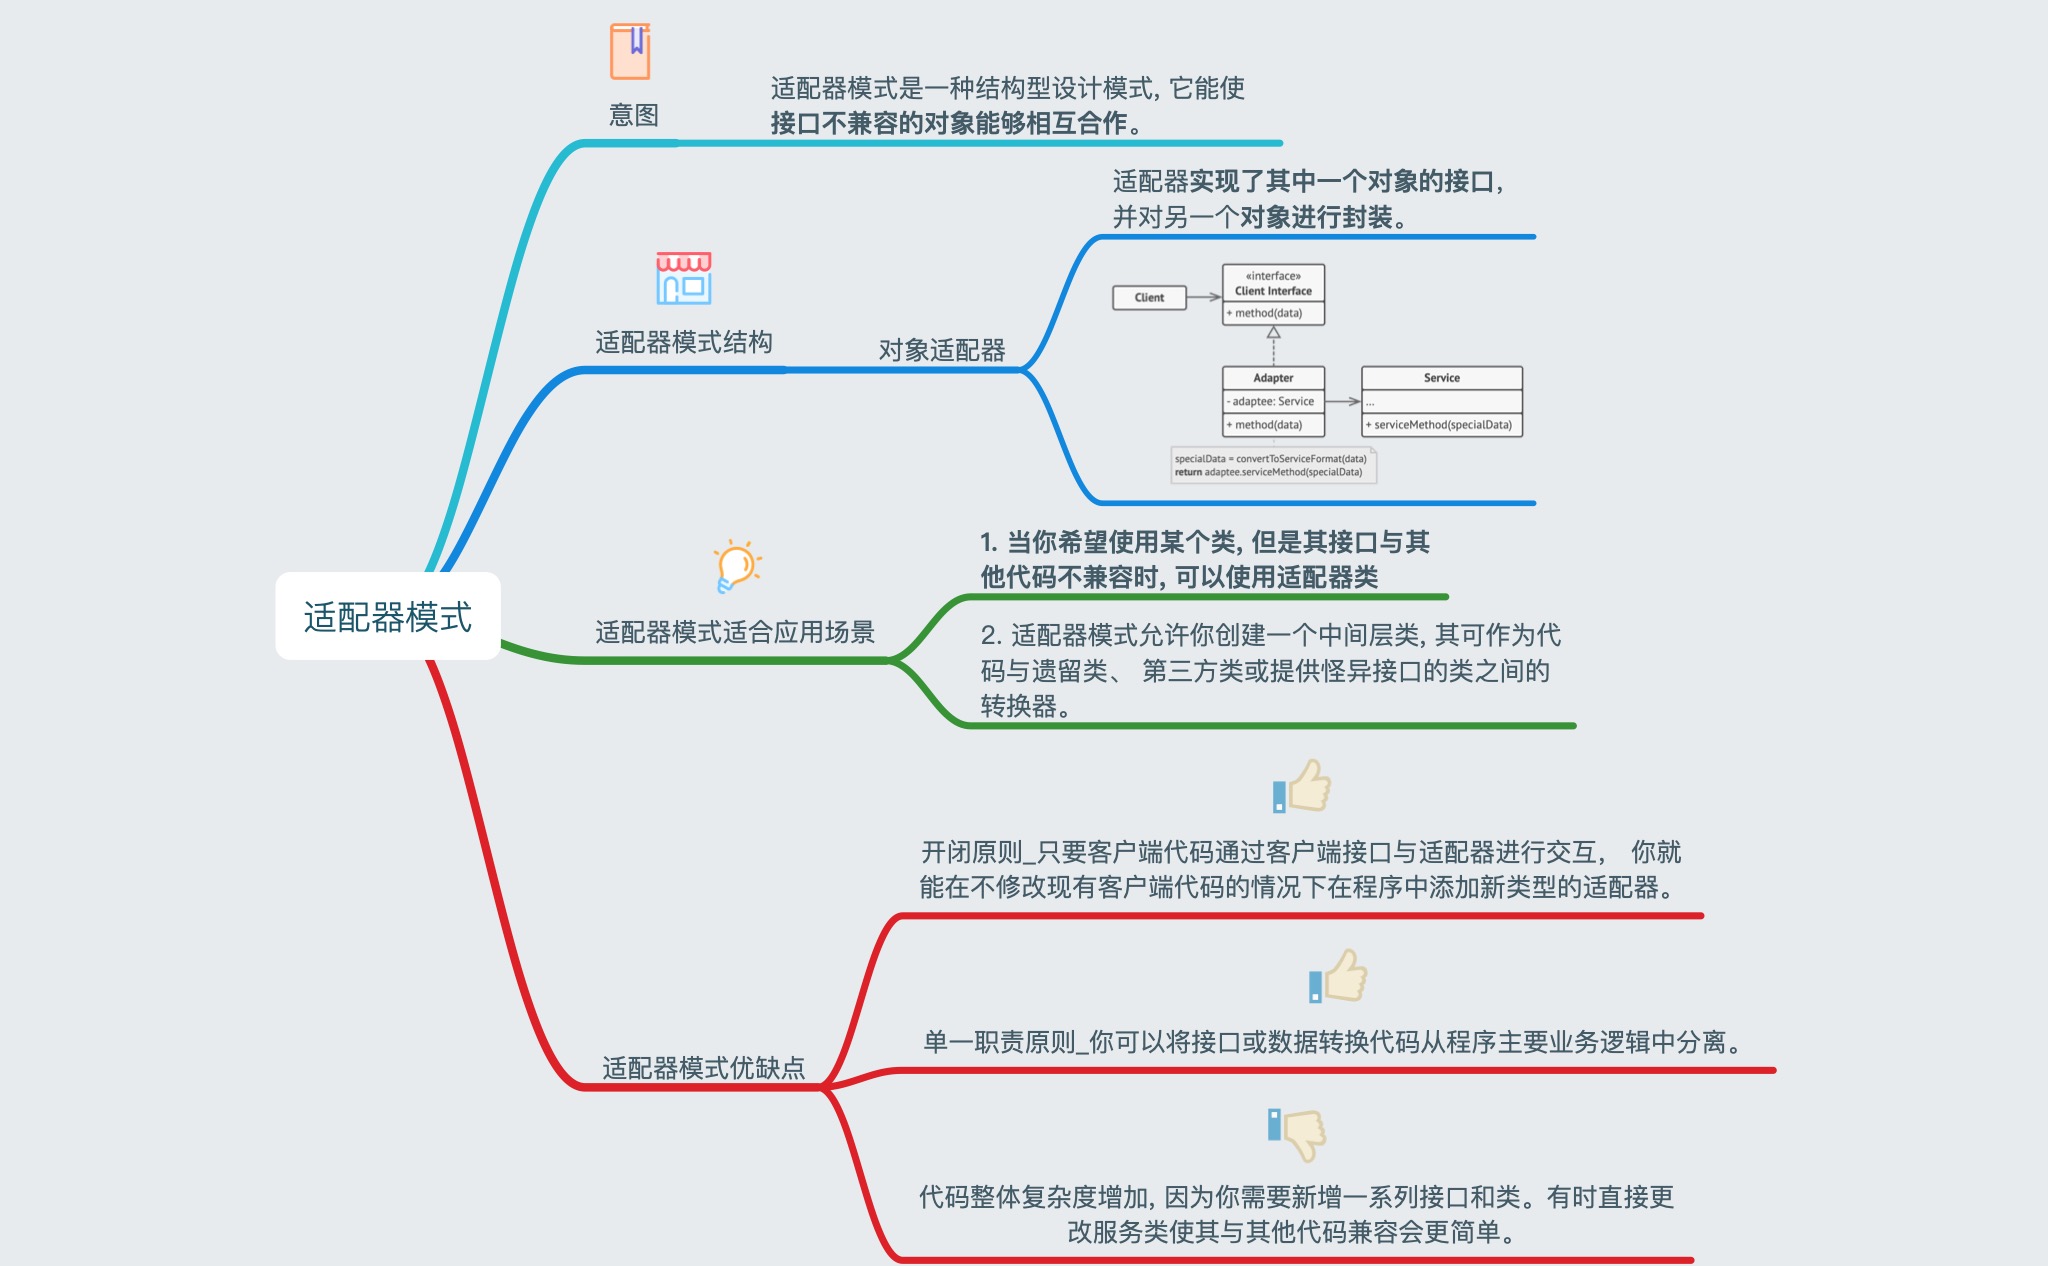 意图
适配器模式是一种结构型设计模式, 它能使
接口不兼容的对象能够相互合作。
适配器实现了其中一个对象的接口,
并对另一个对象进行封装。
适配器模式结构
对象适配器
Client
«interface»
Client Interface
+ method(data)
Adapter
- adaptee: Service
+ method(data)
Service
...
+ serviceMethod(specialData)
specialData = convertToServiceFormat(data)
return adaptee.serviceMethod(specialData)
适配器模式
适配器模式适合应用场景
1. 当你希望使用某个类, 但是其接口与其
他代码不兼容时, 可以使用适配器类
2. 适配器模式允许你创建一个中间层类, 其可作为代
码与遗留类、 第三方类或提供怪异接口的类之间的
转换器。
适配器模式优缺点
开闭原则_只要客户端代码通过客户端接口与适配器进行交互， 你就
能在不修改现有客户端代码的情况下在程序中添加新类型的适配器。
单一职责原则_你可以将接口或数据转换代码从程序主要业务逻辑中分离。
代码整体复杂度增加, 因为你需要新增一系列接口和类。有时直接更
改服务类使其与其他代码兼容会更简单。